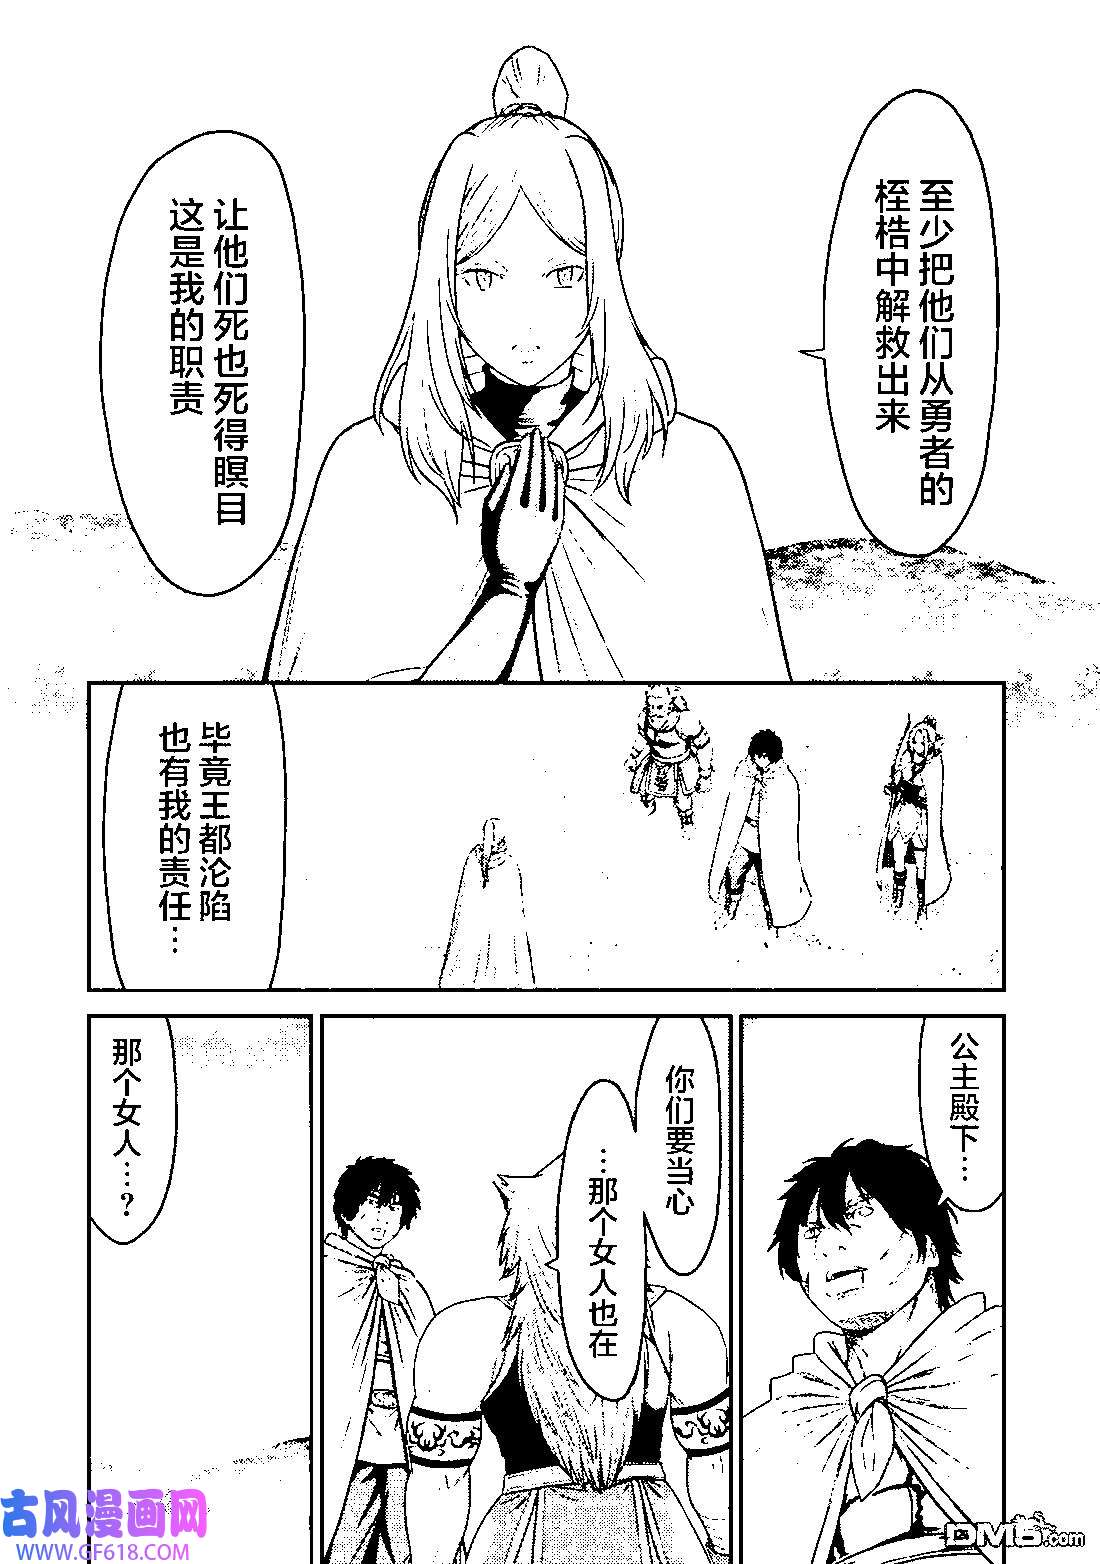 至少把他们从勇者的
桎梏中解救出来
让他们死也死得瞑目
这是我的职责
毕竟王都沦陷
也有我的责任…
公主殿下…
你们要当心
…那个女人也在
那个女人…?
古风漫画网
WWW.GF618.COM
DM5.com